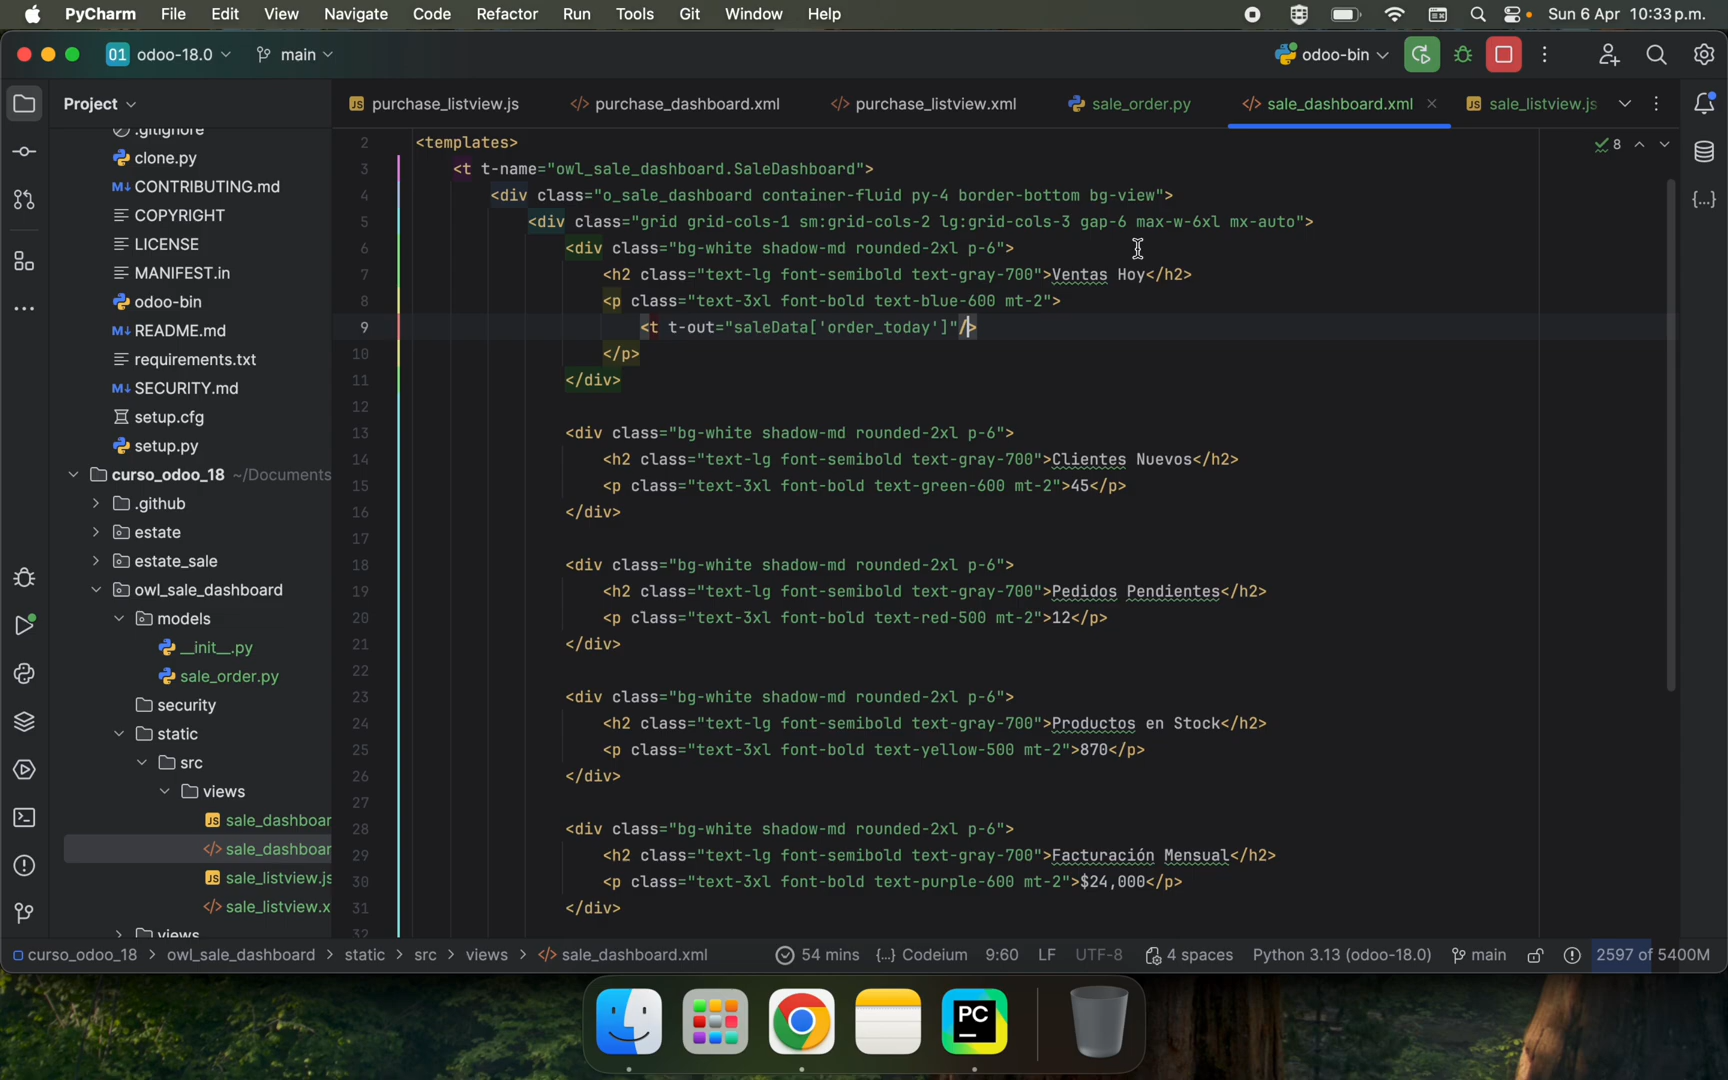 PyCharm File Edit View Navigate Code Refactor Run Tools Git Window Help Sun 6 Apr 10:33 p.m.
01 odoo-18.0 main odoo-bin
Project
purchase_listview.js purchase_dashboard.xml purchase_listview.xml sale_order.py sale_dashboard.xml sale_listview.js
.gitignore
clone.py
CONTRIBUTING.md
COPYRIGHT
LICENSE
MANIFEST.in
odoo-bin
README.md
requirements.txt
SECURITY.md
setup.cfg
setup.py
curso_odoo_18 ~/Documents
.github
estate
estate_sale
owl_sale_dashboard
models
__init__.py
sale_order.py
security
static
src
views
sale_dashboar
sale_dashboar
sale_listview.js
sale_listview.x
views
8
2 <templates>
3 <t t-name="owl_sale_dashboard.SaleDashboard">
4 <div class="o_sale_dashboard container-fluid py-4 border-bottom bg-view">
5 <div class="grid grid-cols-1 sm:grid-cols-2 lg:grid-cols-3 gap-6 max-w-6xl mx-auto">
6 <div class="bg-white shadow-md rounded-2xl p-6">
7 <h2 class="text-lg font-semibold text-gray-700">Ventas Hoy</h2>
8 <p class="text-3xl font-bold text-blue-600 mt-2">
9 <t t-out="saleData['order_today']"/>
10 </p>
11 </div>
12
13 <div class="bg-white shadow-md rounded-2xl p-6">
14 <h2 class="text-lg font-semibold text-gray-700">Clientes Nuevos</h2>
15 <p class="text-3xl font-bold text-green-600 mt-2">45</p>
16 </div>
17
18 <div class="bg-white shadow-md rounded-2xl p-6">
19 <h2 class="text-lg font-semibold text-gray-700">Pedidos Pendientes</h2>
20 <p class="text-3xl font-bold text-red-500 mt-2">12</p>
21 </div>
22
23 <div class="bg-white shadow-md rounded-2xl p-6">
24 <h2 class="text-lg font-semibold text-gray-700">Productos en Stock</h2>
25 <p class="text-3xl font-bold text-yellow-500 mt-2">870</p>
26 </div>
27
28 <div class="bg-white shadow-md rounded-2xl p-6">
29 <h2 class="text-lg font-semibold text-gray-700">Facturación Mensual</h2>
30 <p class="text-3xl font-bold text-purple-600 mt-2">$24,000</p>
31 </div>
32
curso_odoo_18 > owl_sale_dashboard > static > src > views > sale_dashboard.xml 54 mins {...} Codeium 9:60 LF UTF-8 4 spaces Python 3.13 (odoo-18.0) main 2597 of 5400M
PC